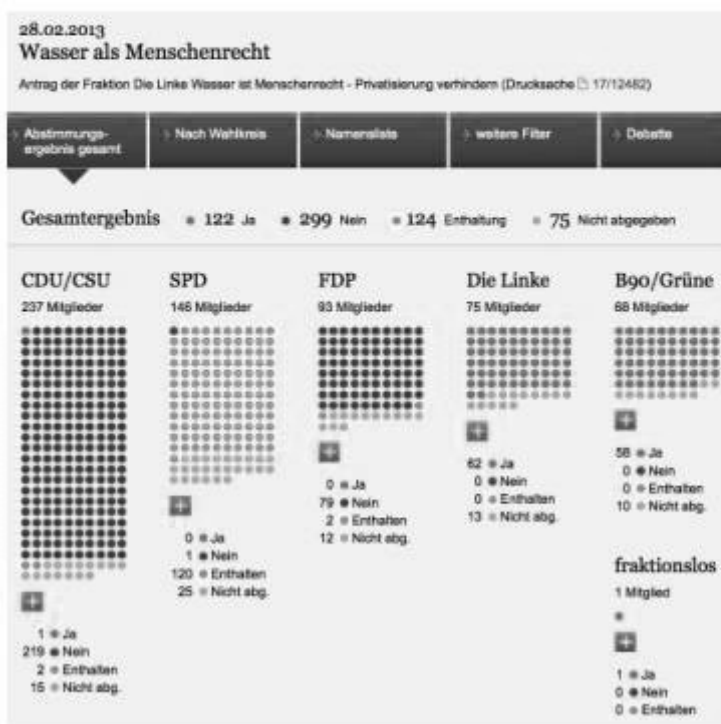 28.02.2013
Wasser als Menschenrecht
Antrag der Fraktion Die Linke Wasser ist Menschenrecht - Privatisierung verhindern (Drucksache 17/12482)
Abstimmungs-
ergebnis gesamt
Nach Wahlkreis
Namensliste
weitere Filter
Debatte
Gesamtergebnis 122 Ja 299 Nein 124 Enthaltung 75 Nicht abgegeben
CDU/CSU
237 Mitglieder
1 Ja
219 Nein
2 Enthalten
15 Nicht abg.
SPD
146 Mitglieder
0 Ja
1 Nein
120 Enthalten
25 Nicht abg.
FDP
93 Mitglieder
0 Ja
79 Nein
2 Enthalten
12 Nicht abg.
Die Linke
75 Mitglieder
62 Ja
0 Nein
0 Enthalten
13 Nicht abg.
B90/Grüne
68 Mitglieder
58 Ja
0 Nein
0 Enthalten
10 Nicht abg.
fraktionslos
1 Mitglied
1 Ja
0 Nein
0 Enthalten